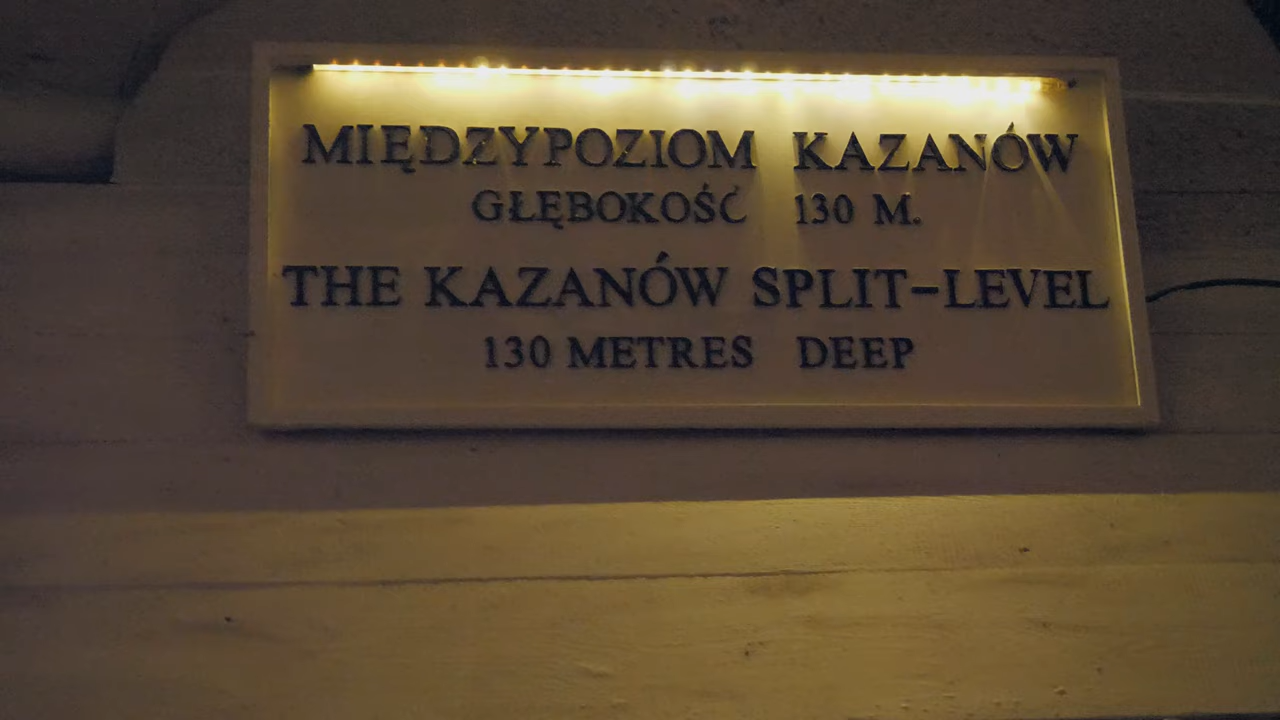 MIĘDZYPOZIOM KAZANÓW
GŁĘBOKOŚĆ 130 M.
THE KAZANÓW SPLIT-LEVEL
130 METRES DEEP